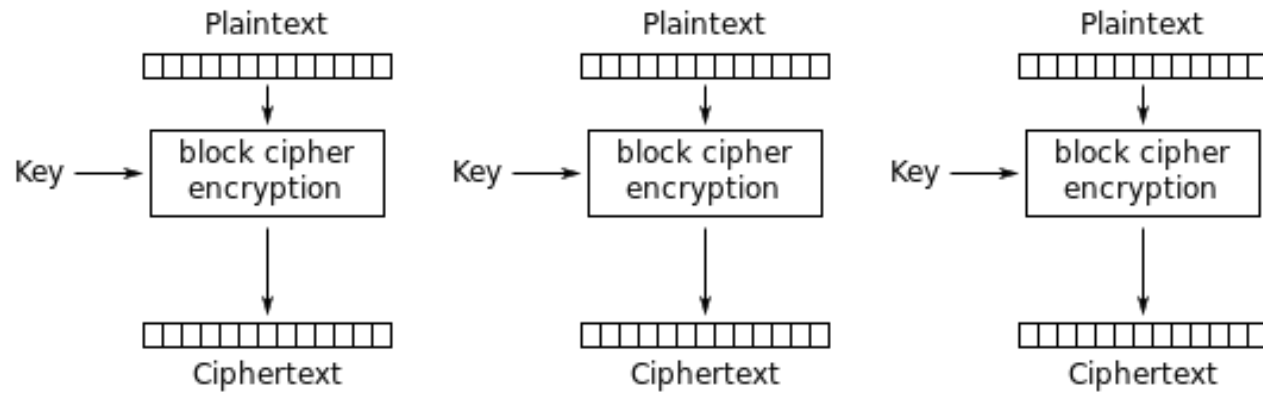 Plaintext
Plaintext
Plaintext
Key
block cipher
encryption
Key
block cipher
encryption
Key
block cipher
encryption
Ciphertext
Ciphertext
Ciphertext